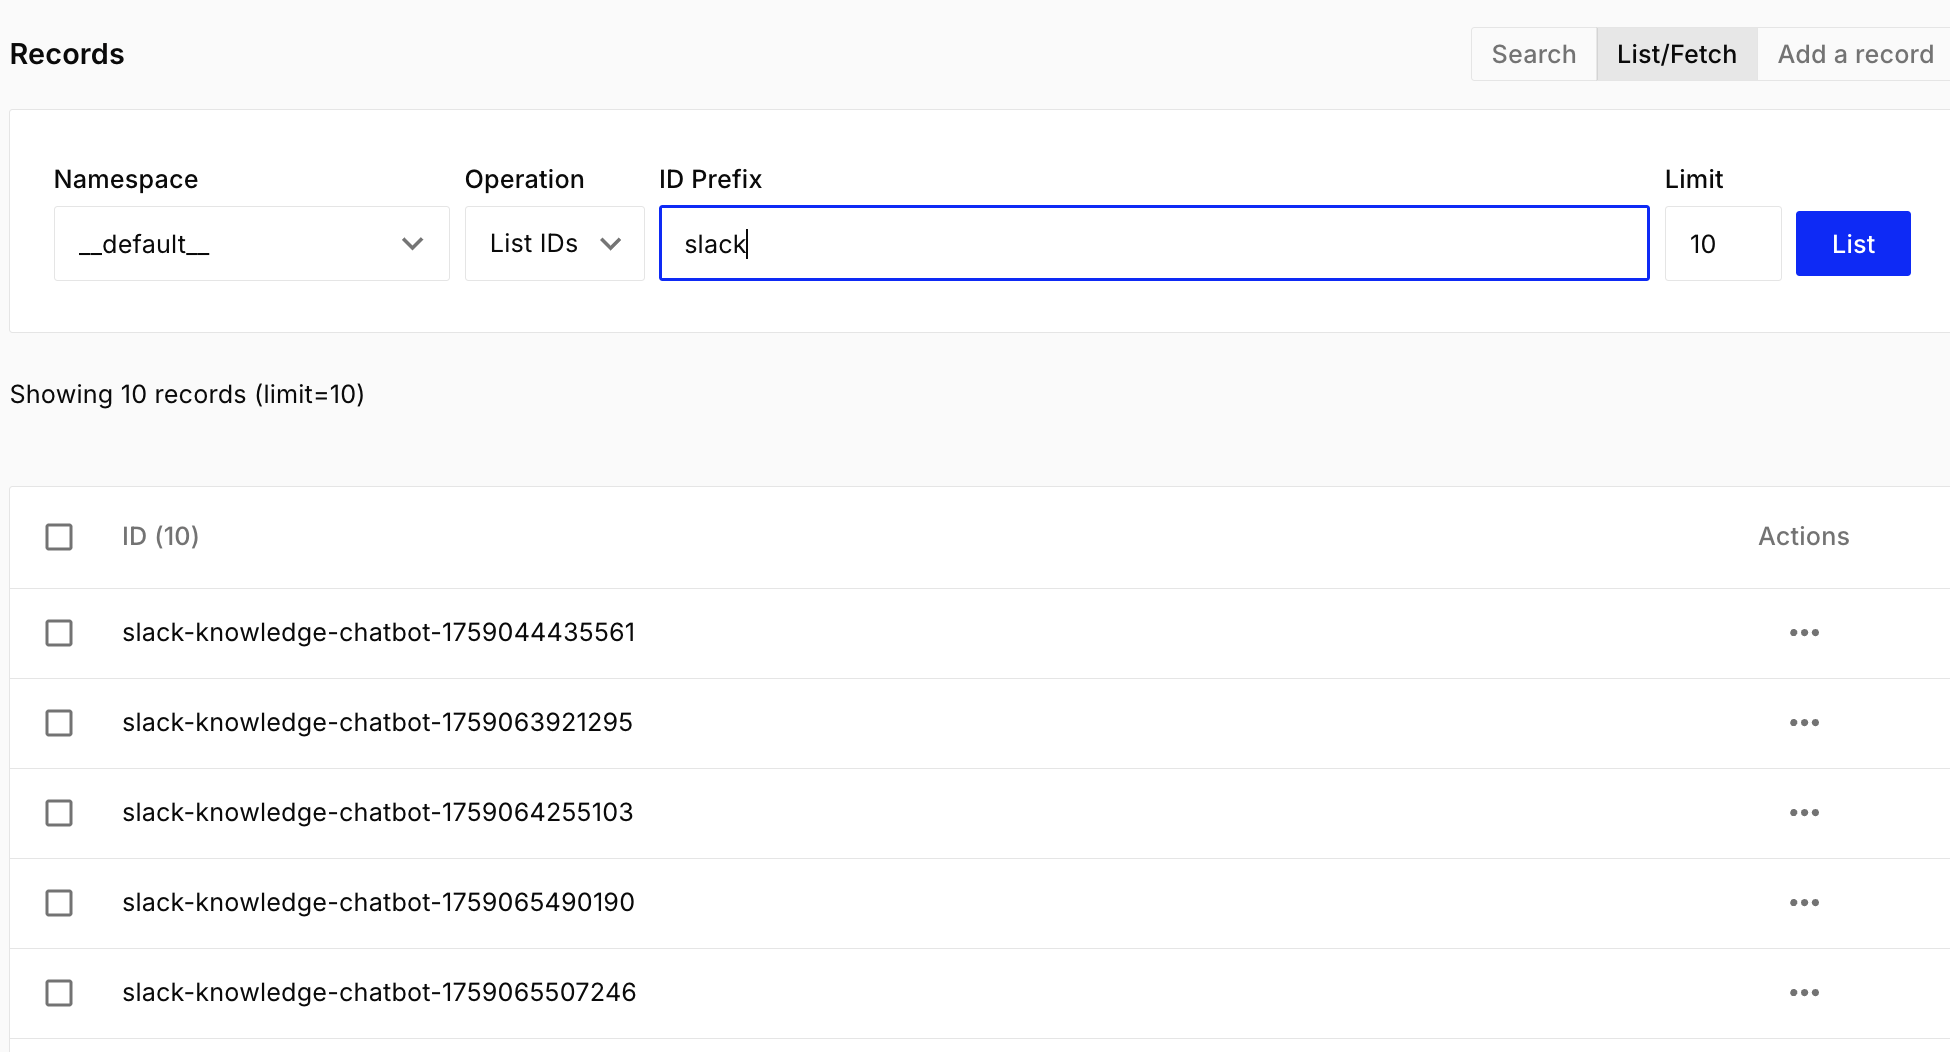 Records
Search List/Fetch Add a record
Namespace Operation ID Prefix Limit
__default__ List IDs slack 10 List
Showing 10 records (limit=10)
ID (10) Actions
slack-knowledge-chatbot-1759044435561
slack-knowledge-chatbot-1759063921295
slack-knowledge-chatbot-1759064255103
slack-knowledge-chatbot-1759065490190
slack-knowledge-chatbot-1759065507246